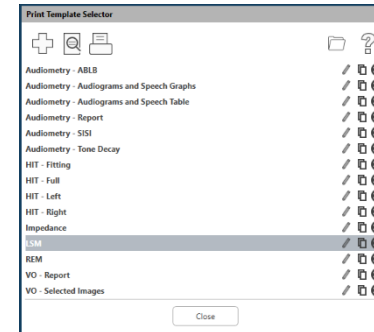 Print Template Selector
Audiometry - ABLB
Audiometry - Audiograms and Speech Graphs
Audiometry - Audiograms and Speech Table
Audiometry - Report
Audiometry - SISI
Audiometry - Tone Decay
HIT - Fitting
HIT - Full
HIT - Left
HIT - Right
Impedance
LSM
REM
VO - Report
VO - Selected Images
Close